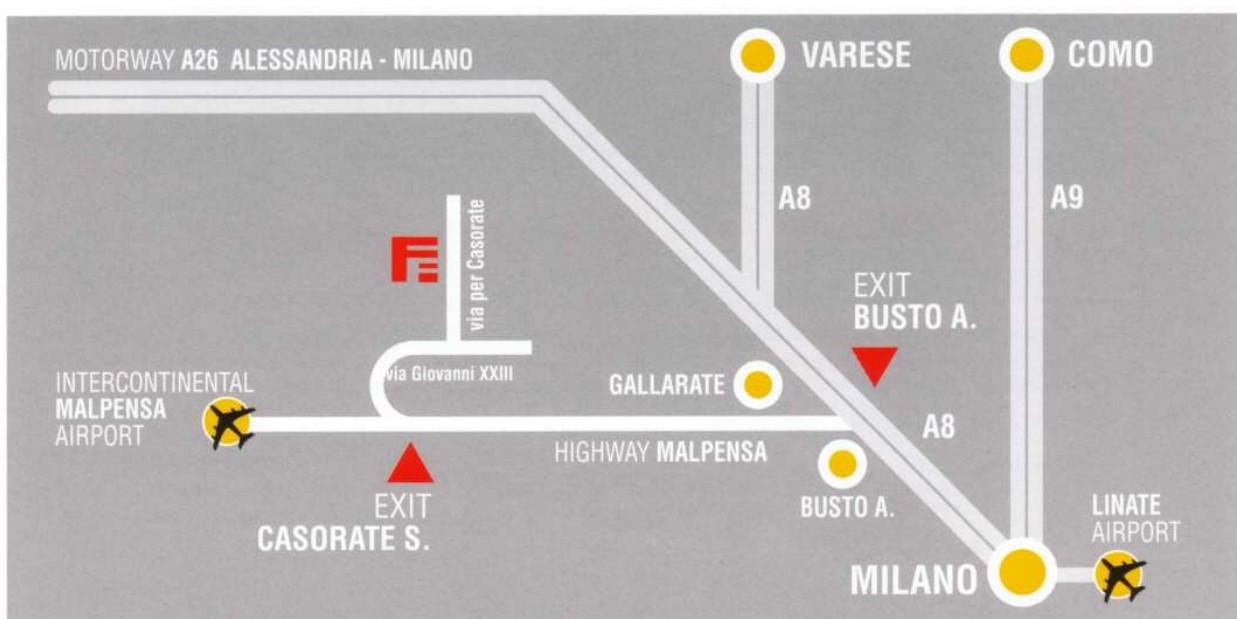 MOTORWAY A26 ALESSANDRIA - MILANO
VARESE
COMO
A8
A9
via per Casorate
EXIT
BUSTO A.
via Giovanni XXIII
INTERCONTINENTAL
MALPENSA
AIRPORT
GALLARATE
A8
HIGHWAY MALPENSA
EXIT
CASORATE S.
BUSTO A.
LINATE
AIRPORT
MILANO